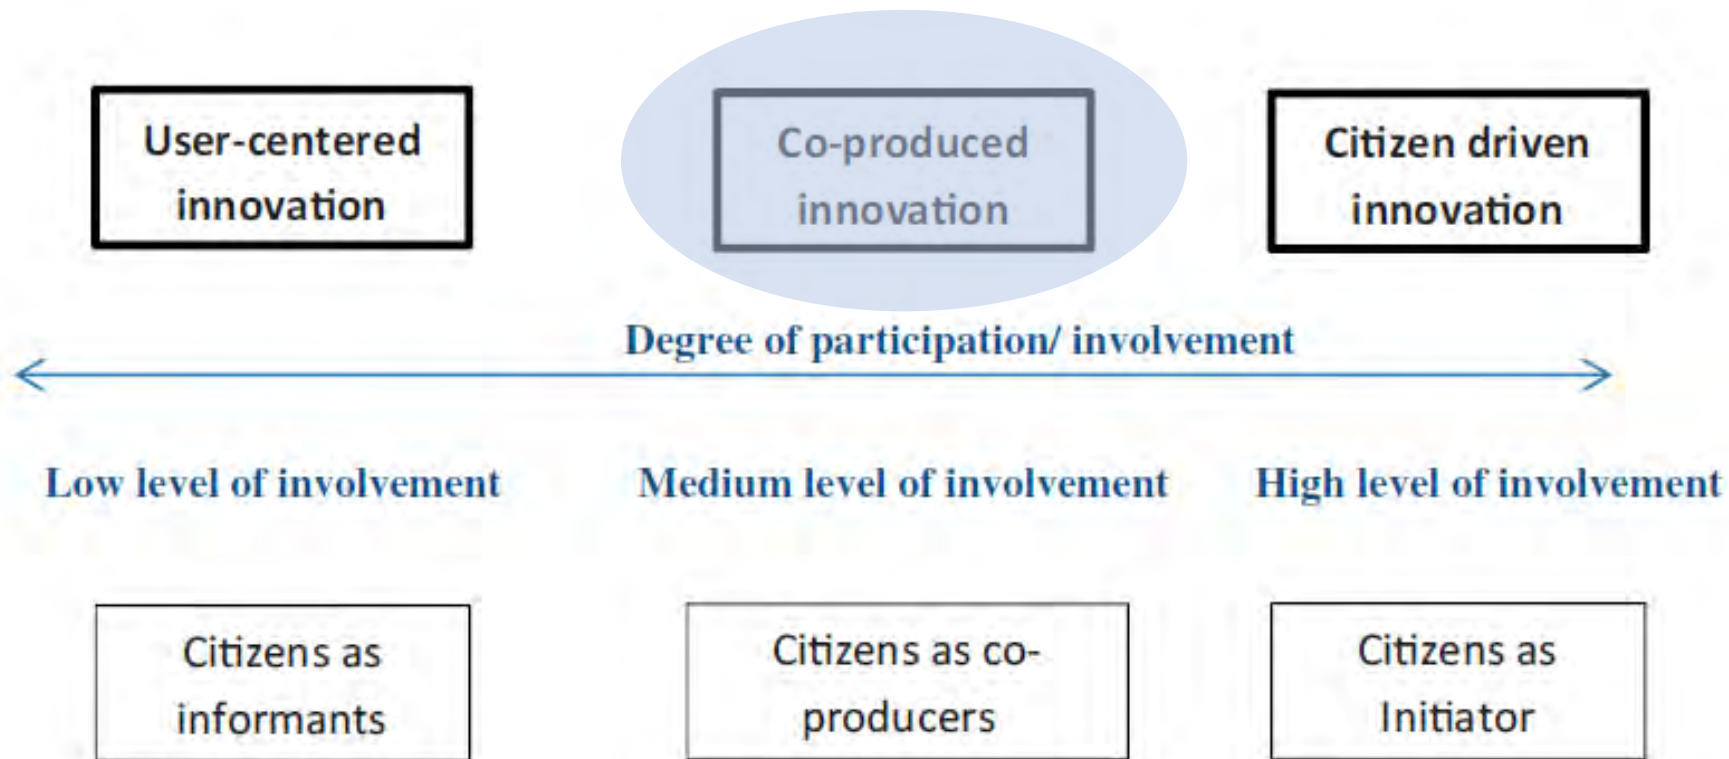 User-centered
innovation
Co-produced
innovation
Citizen driven
innovation
Degree of participation/ involvement
Low level of involvement
Medium level of involvement
High level of involvement
Citizens as
informants
Citizens as co-
producers
Citizens as
Initiator